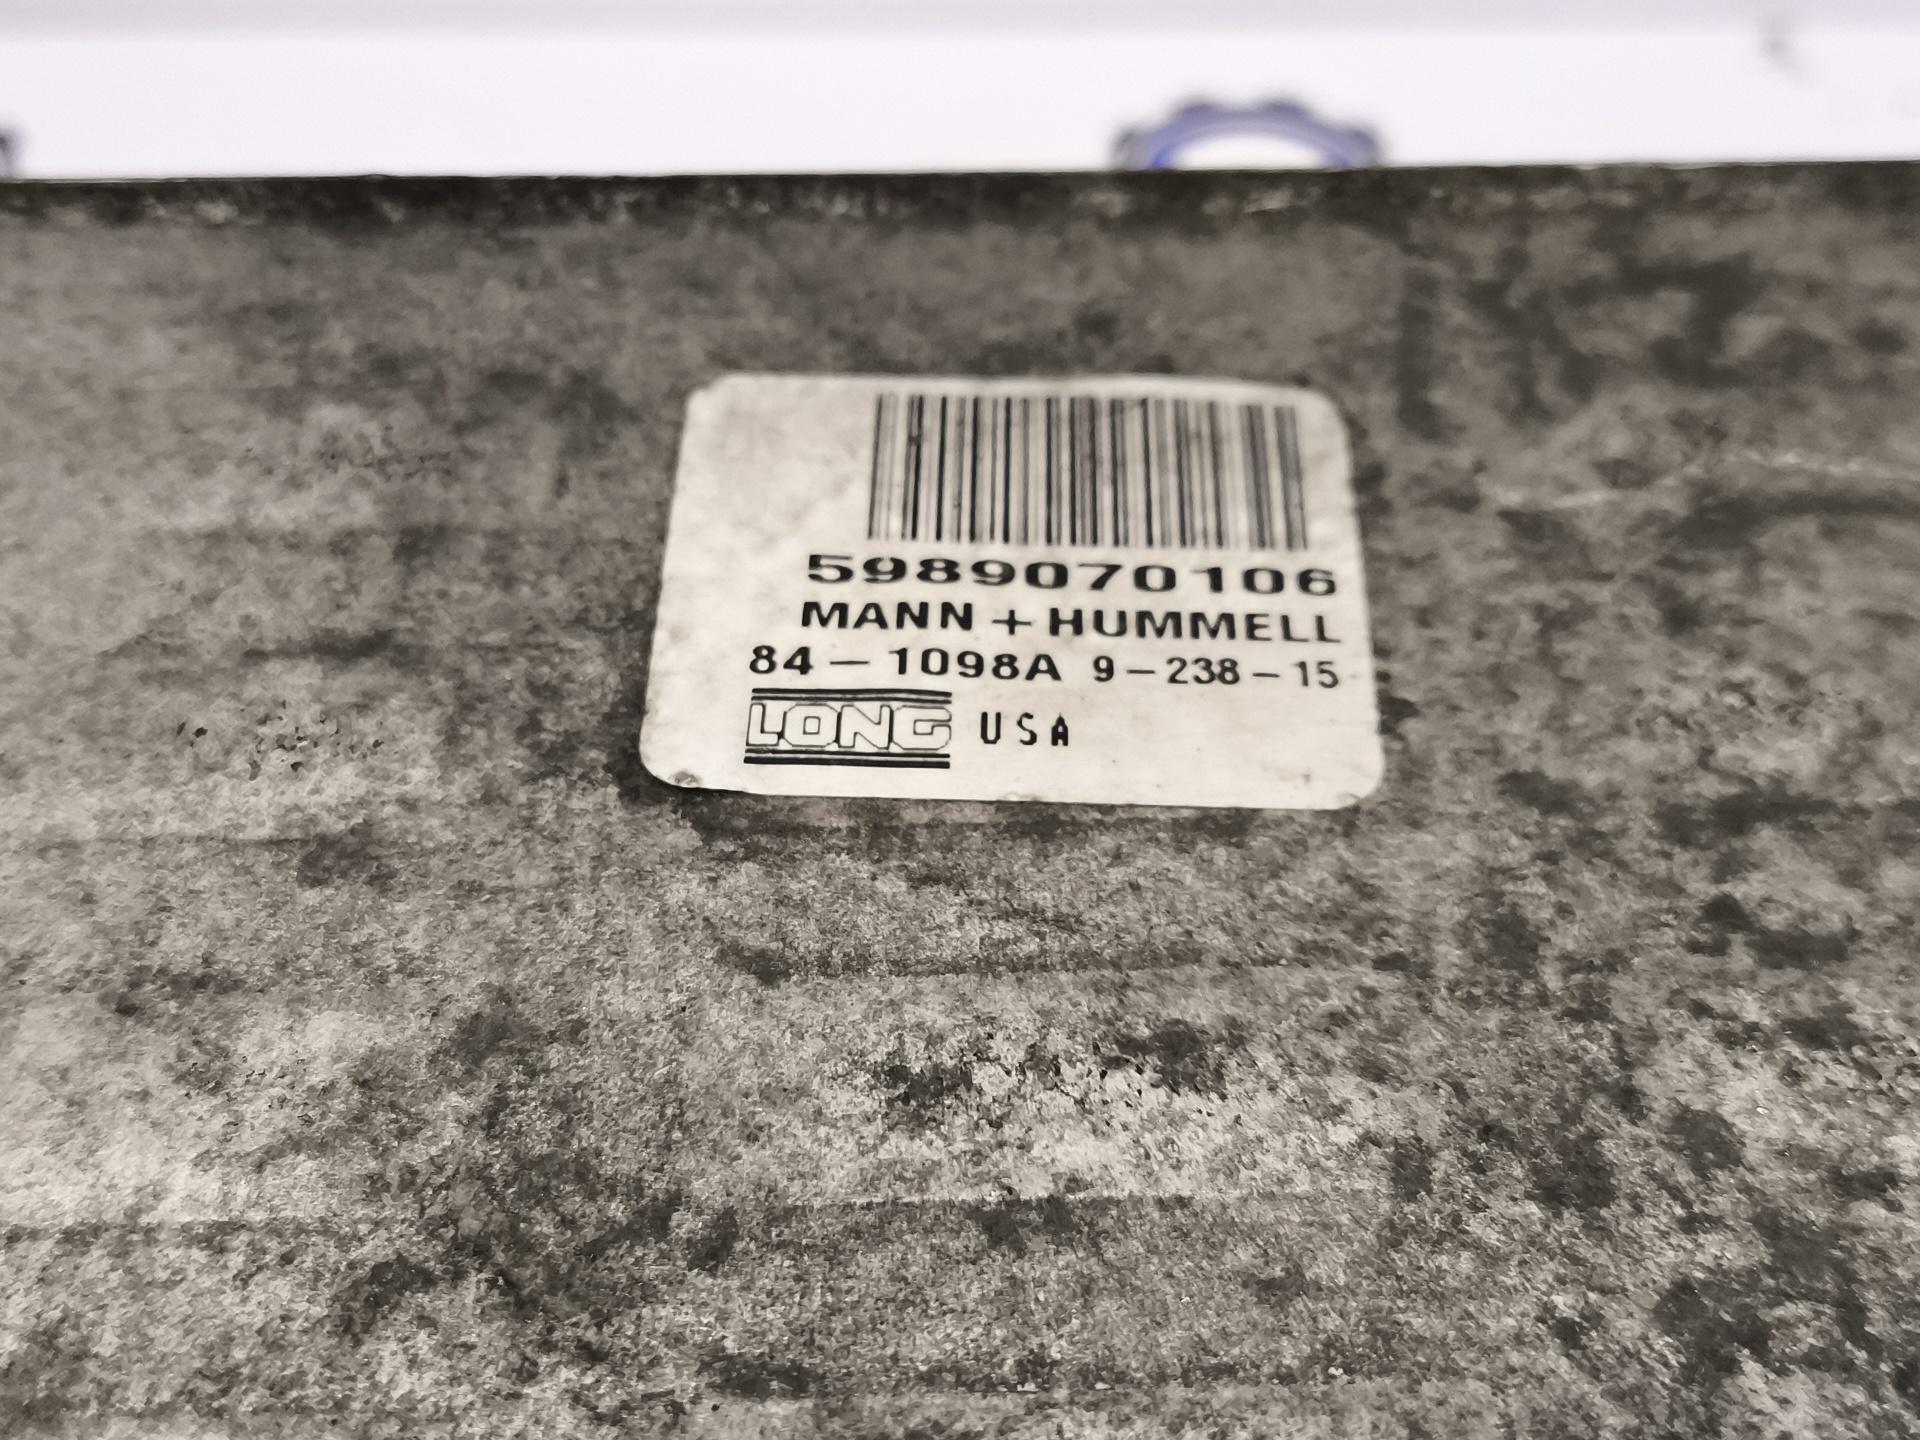 5989070106
MANN + HUMMELL
84 - 1098A 9 - 238 - 15
LONG USA